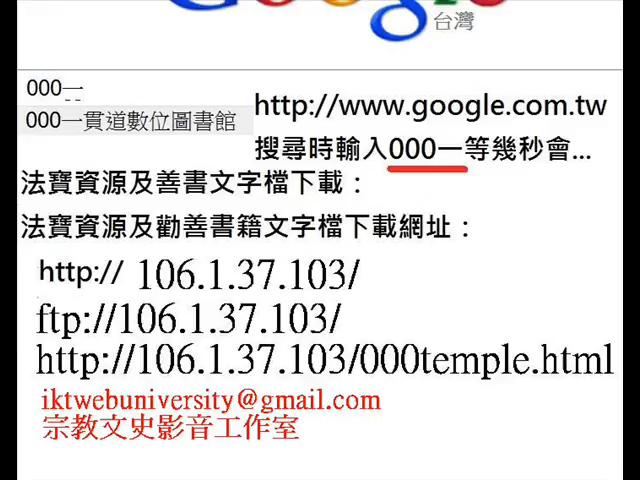 Google
台灣
000一
000一貫道數位圖書館
http://www.google.com.tw
搜尋時輸入000一等幾秒會...
法寶資源及善書文字檔下載：
法寶資源及勸善書籍文字檔下載網址：
http:// 106.1.37.103/
ftp://106.1.37.103/
http://106.1.37.103/000temple.html
iktwebuniversity@gmail.com
宗教文史影音工作室